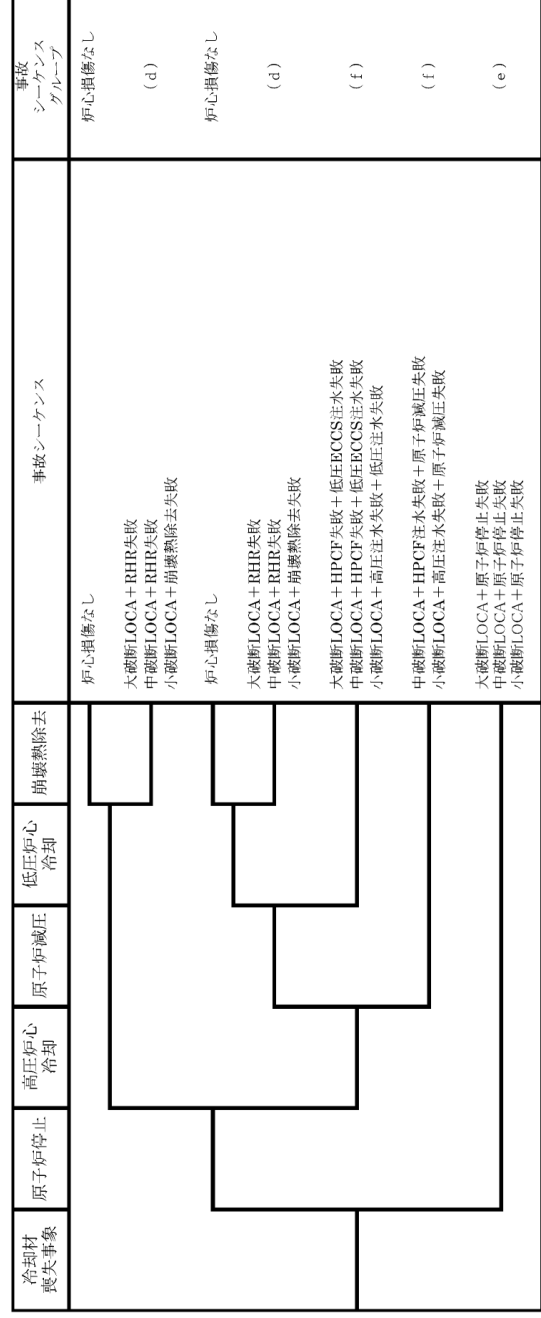 冷却材
喪失事象
原子炉停止
高圧炉心
冷却
原子炉減圧
低圧炉心
冷却
崩壊熱除去
事故シーケンス
事故
シーケンス
グループ
炉心損傷なし
炉心損傷なし
大破断LOCA＋RHR失敗
中破断LOCA＋RHR失敗
小破断LOCA＋崩壊熱除去失敗
(d)
炉心損傷なし
炉心損傷なし
大破断LOCA＋RHR失敗
中破断LOCA＋RHR失敗
小破断LOCA＋崩壊熱除去失敗
(d)
大破断LOCA＋HPCF失敗＋低圧ECCS注水失敗
中破断LOCA＋HPCF失敗＋低圧ECCS注水失敗
小破断LOCA＋高圧注水失敗＋低圧注水失敗
(f)
中破断LOCA＋HPCF注水失敗＋原子炉減圧失敗
小破断LOCA＋高圧注水失敗＋原子炉減圧失敗
(f)
大破断LOCA＋原子炉停止失敗
中破断LOCA＋原子炉停止失敗
小破断LOCA＋原子炉停止失敗
(e)